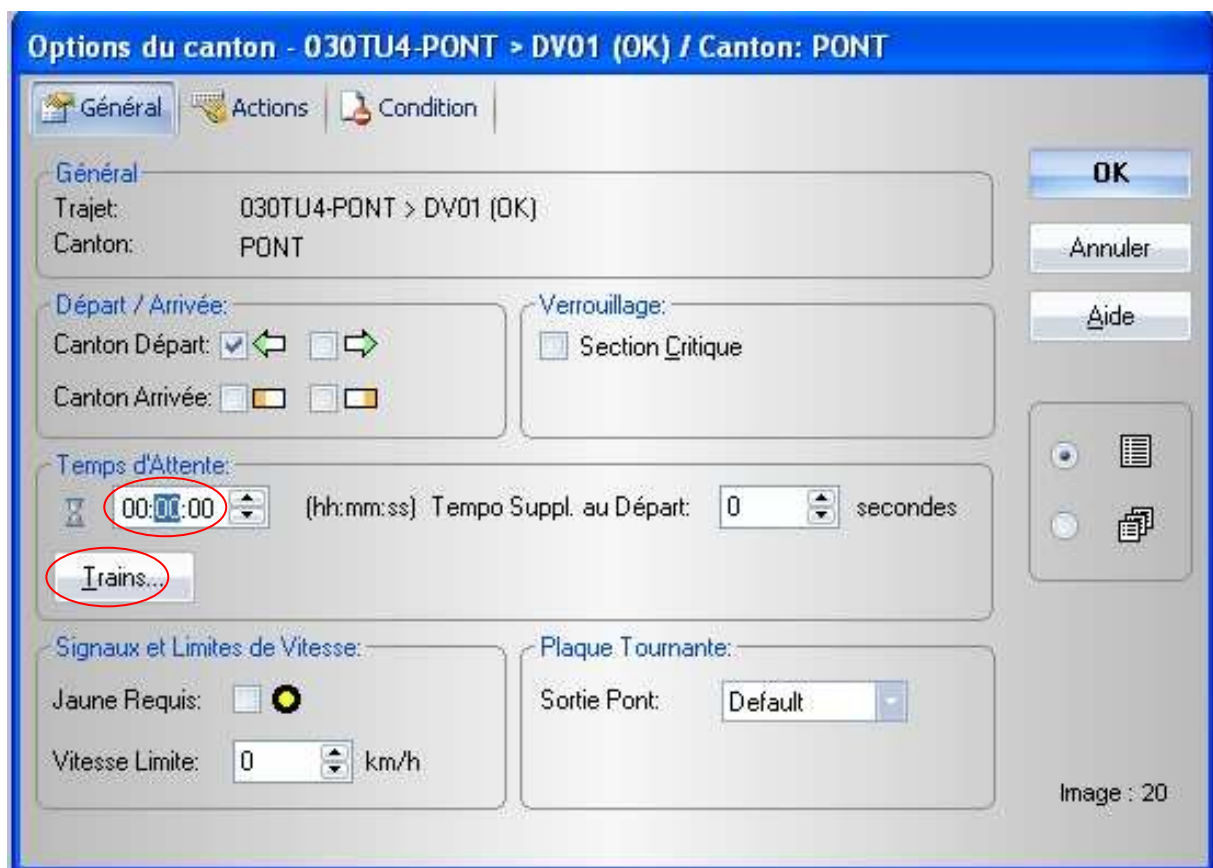 Options du canton - 030TU4-PONT > DV01 (OK) / Canton: PONT
Général Actions Condition
Général
Trajet: 030TU4-PONT > DV01 (OK)
Canton: PONT
OK
Annuler
Aide
Départ / Arrivée:
Canton Départ:
Canton Arrivée:
Verrouillage:
Section Critique
Temps d'Attente:
00:00:00 (hh:mm:ss) Tempo Suppl. au Départ: 0 secondes
Trains...
Signaux et Limites de Vitesse:
Jaune Requis:
Vitesse Limite: 0 km/h
Plaque Tournante:
Sortie Pont: Default
Image : 20